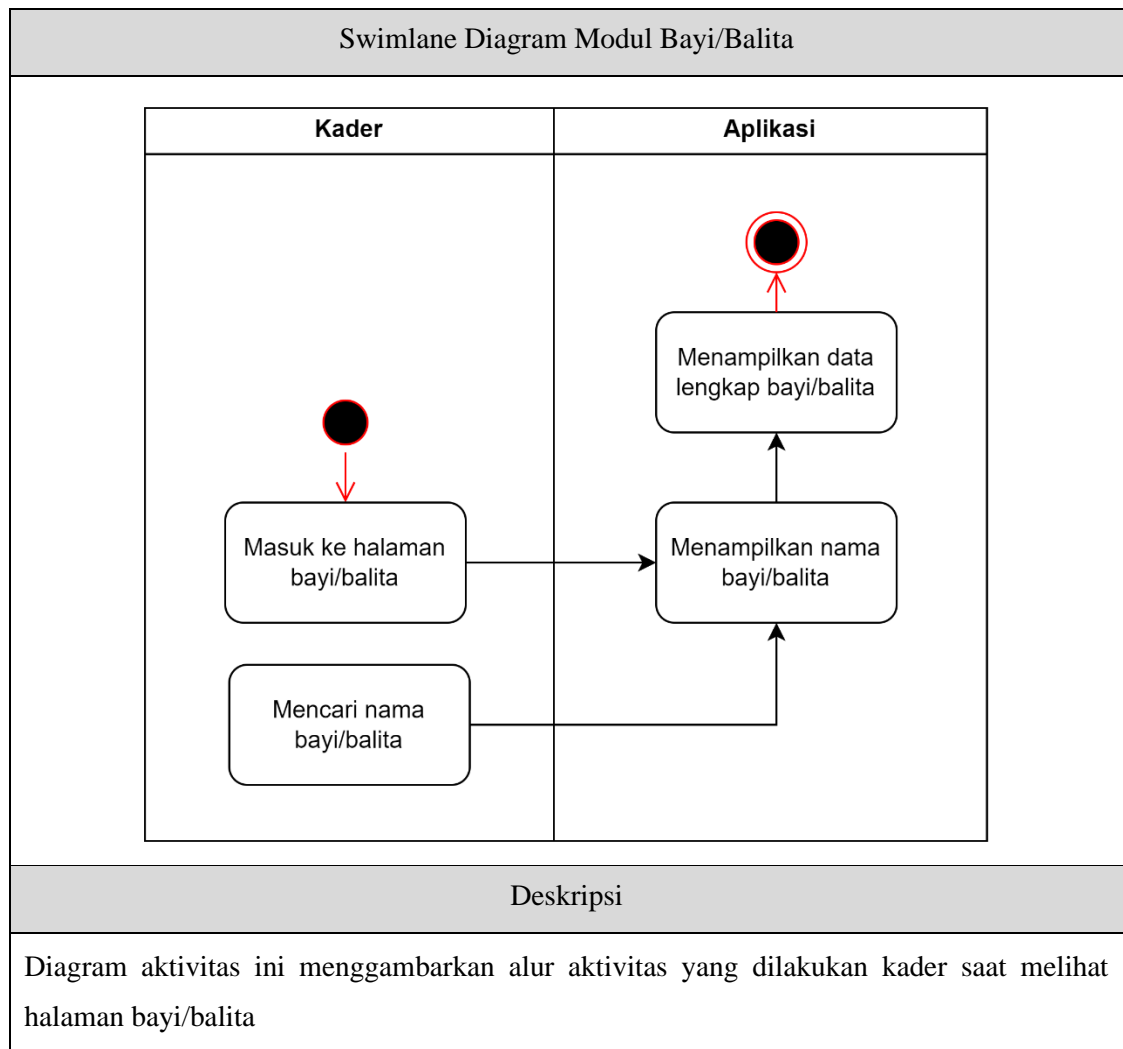 Swimlane Diagram Modul Bayi/Balita
Kader
Aplikasi
Menampilkan data
lengkap bayi/balita
Masuk ke halaman
bayi/balita
Menampilkan nama
bayi/balita
Mencari nama
bayi/balita
Deskripsi
Diagram aktivitas ini menggambarkan alur aktivitas yang dilakukan kader saat melihat
halaman bayi/balita